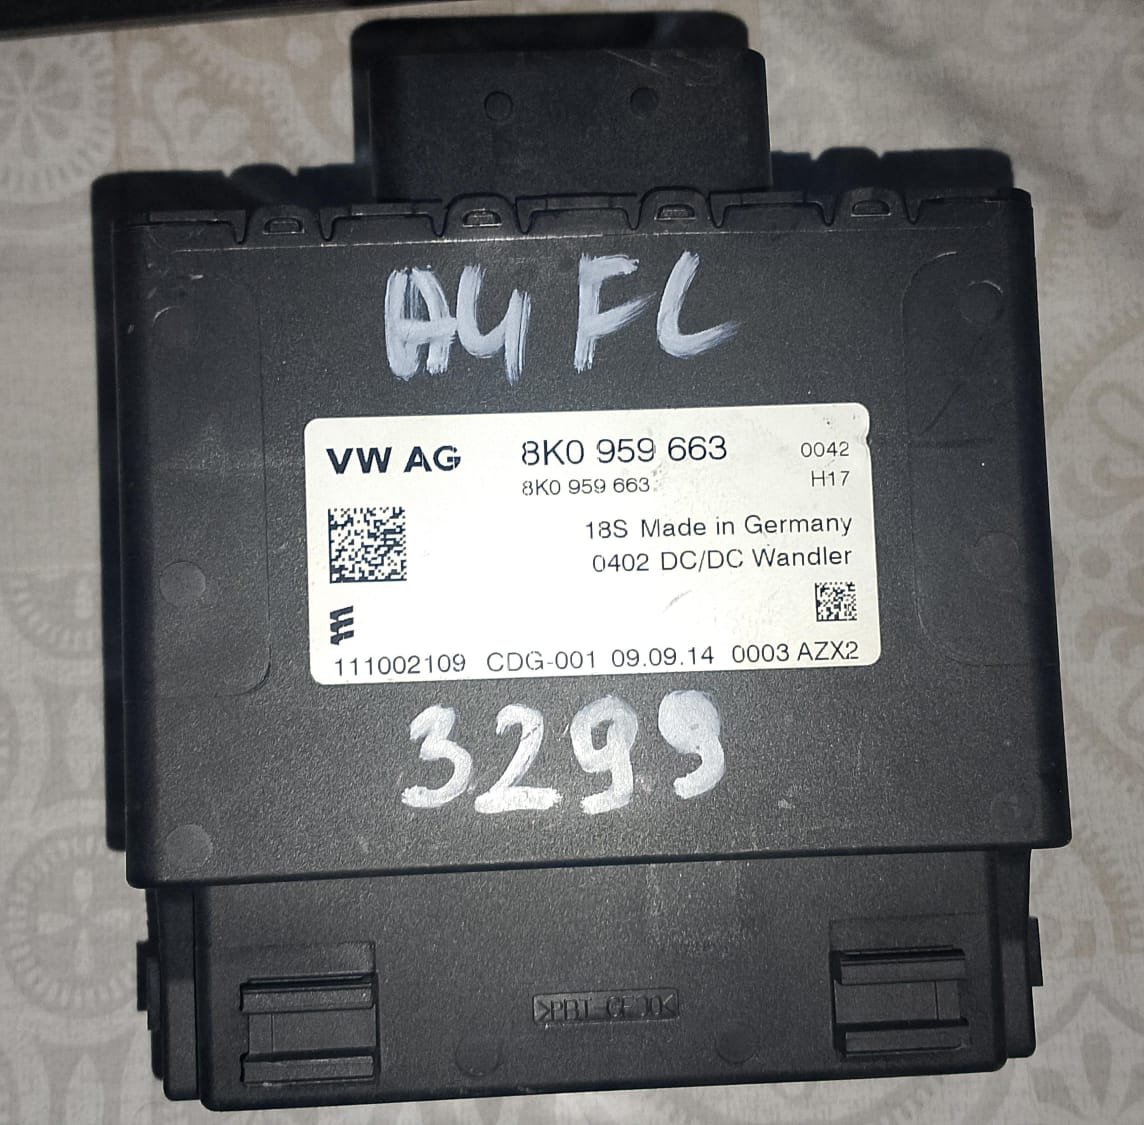 A4 FL
VW AG 8K0 959 663 0042
8K0 959 663 H17
18S Made in Germany
0402 DC/DC Wandler
111002109 CDG-001 09.09.14 0003 AZX2
3299